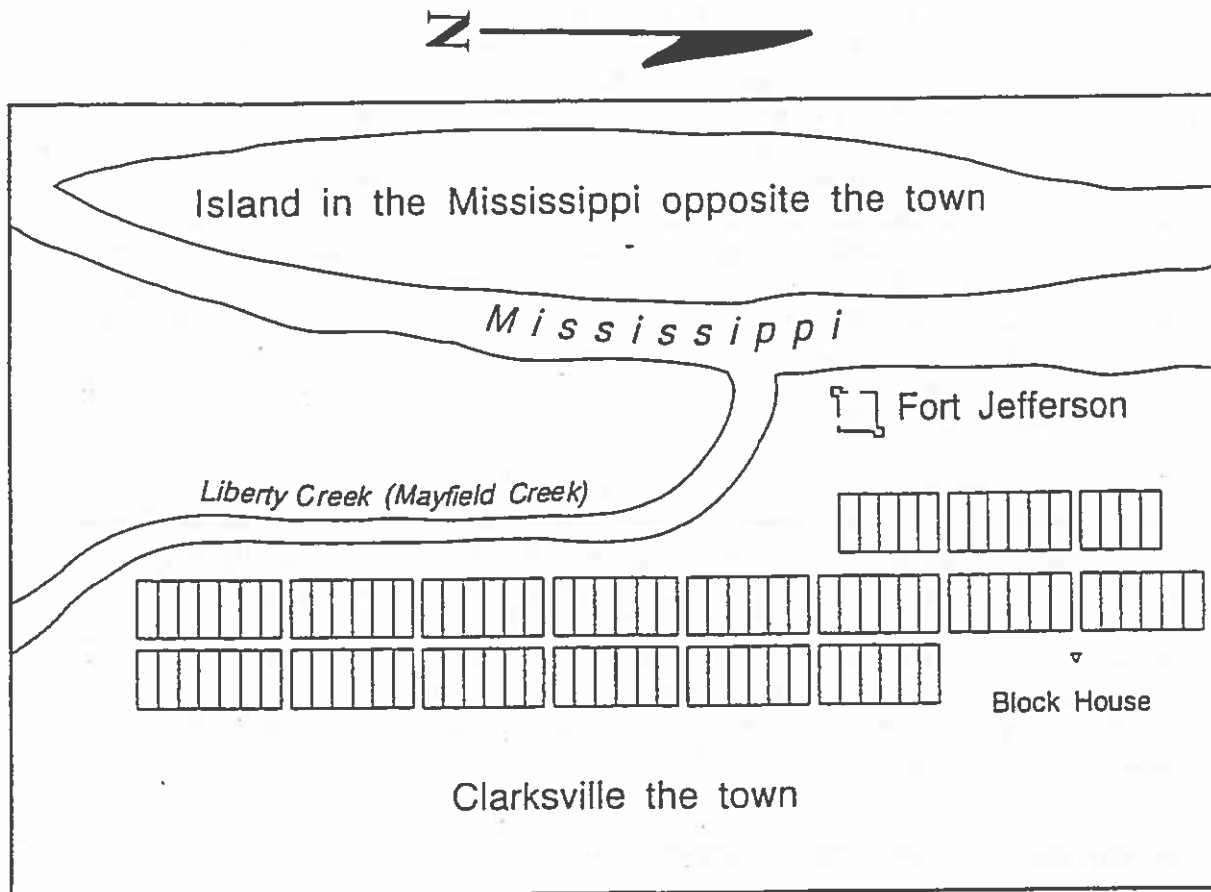 N
Island in the Mississippi opposite the town
Mississippi
Fort Jefferson
Liberty Creek (Mayfield Creek)
Block House
Clarksville the town